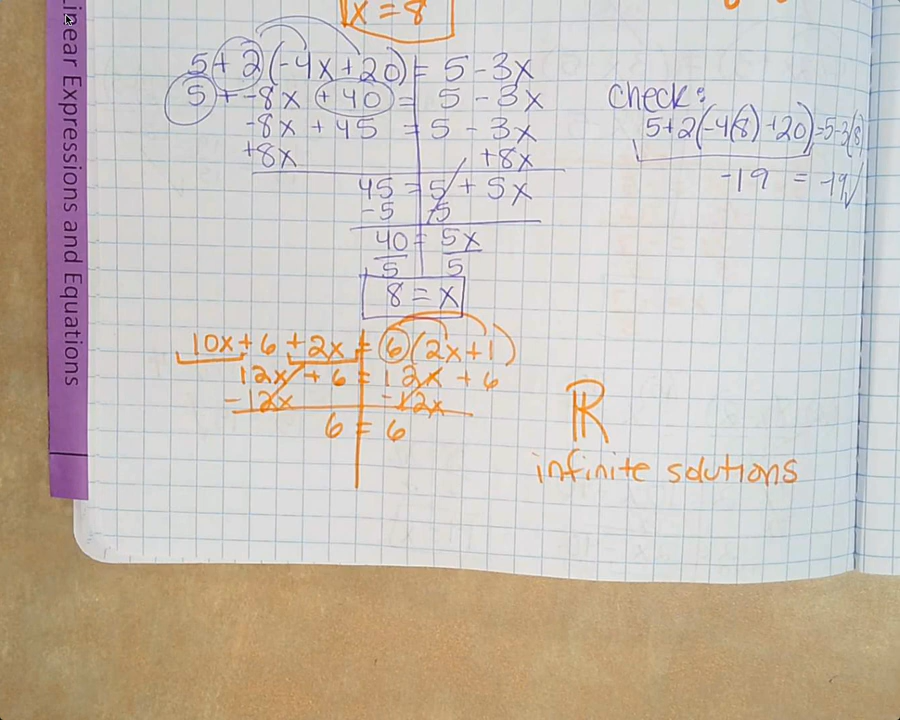 x = 8
5 + 2(-4x + 20) = 5 - 3x
5 + -8x + 40 = 5 - 3x
-8x + 45 = 5 - 3x
+8x +8x
45 = 5 + 5x
-5 -5
40 = 5x
5 5
8 = x
check:
5+2(-4(8)+20)=5-3(8)
-19 = -19✓
10x + 6 + 2x = 6(2x+1)
12x + 6 = 12x + 6
-12x -12x
6 = 6
ℝ
infinite solutions
Linear Expressions and Equations